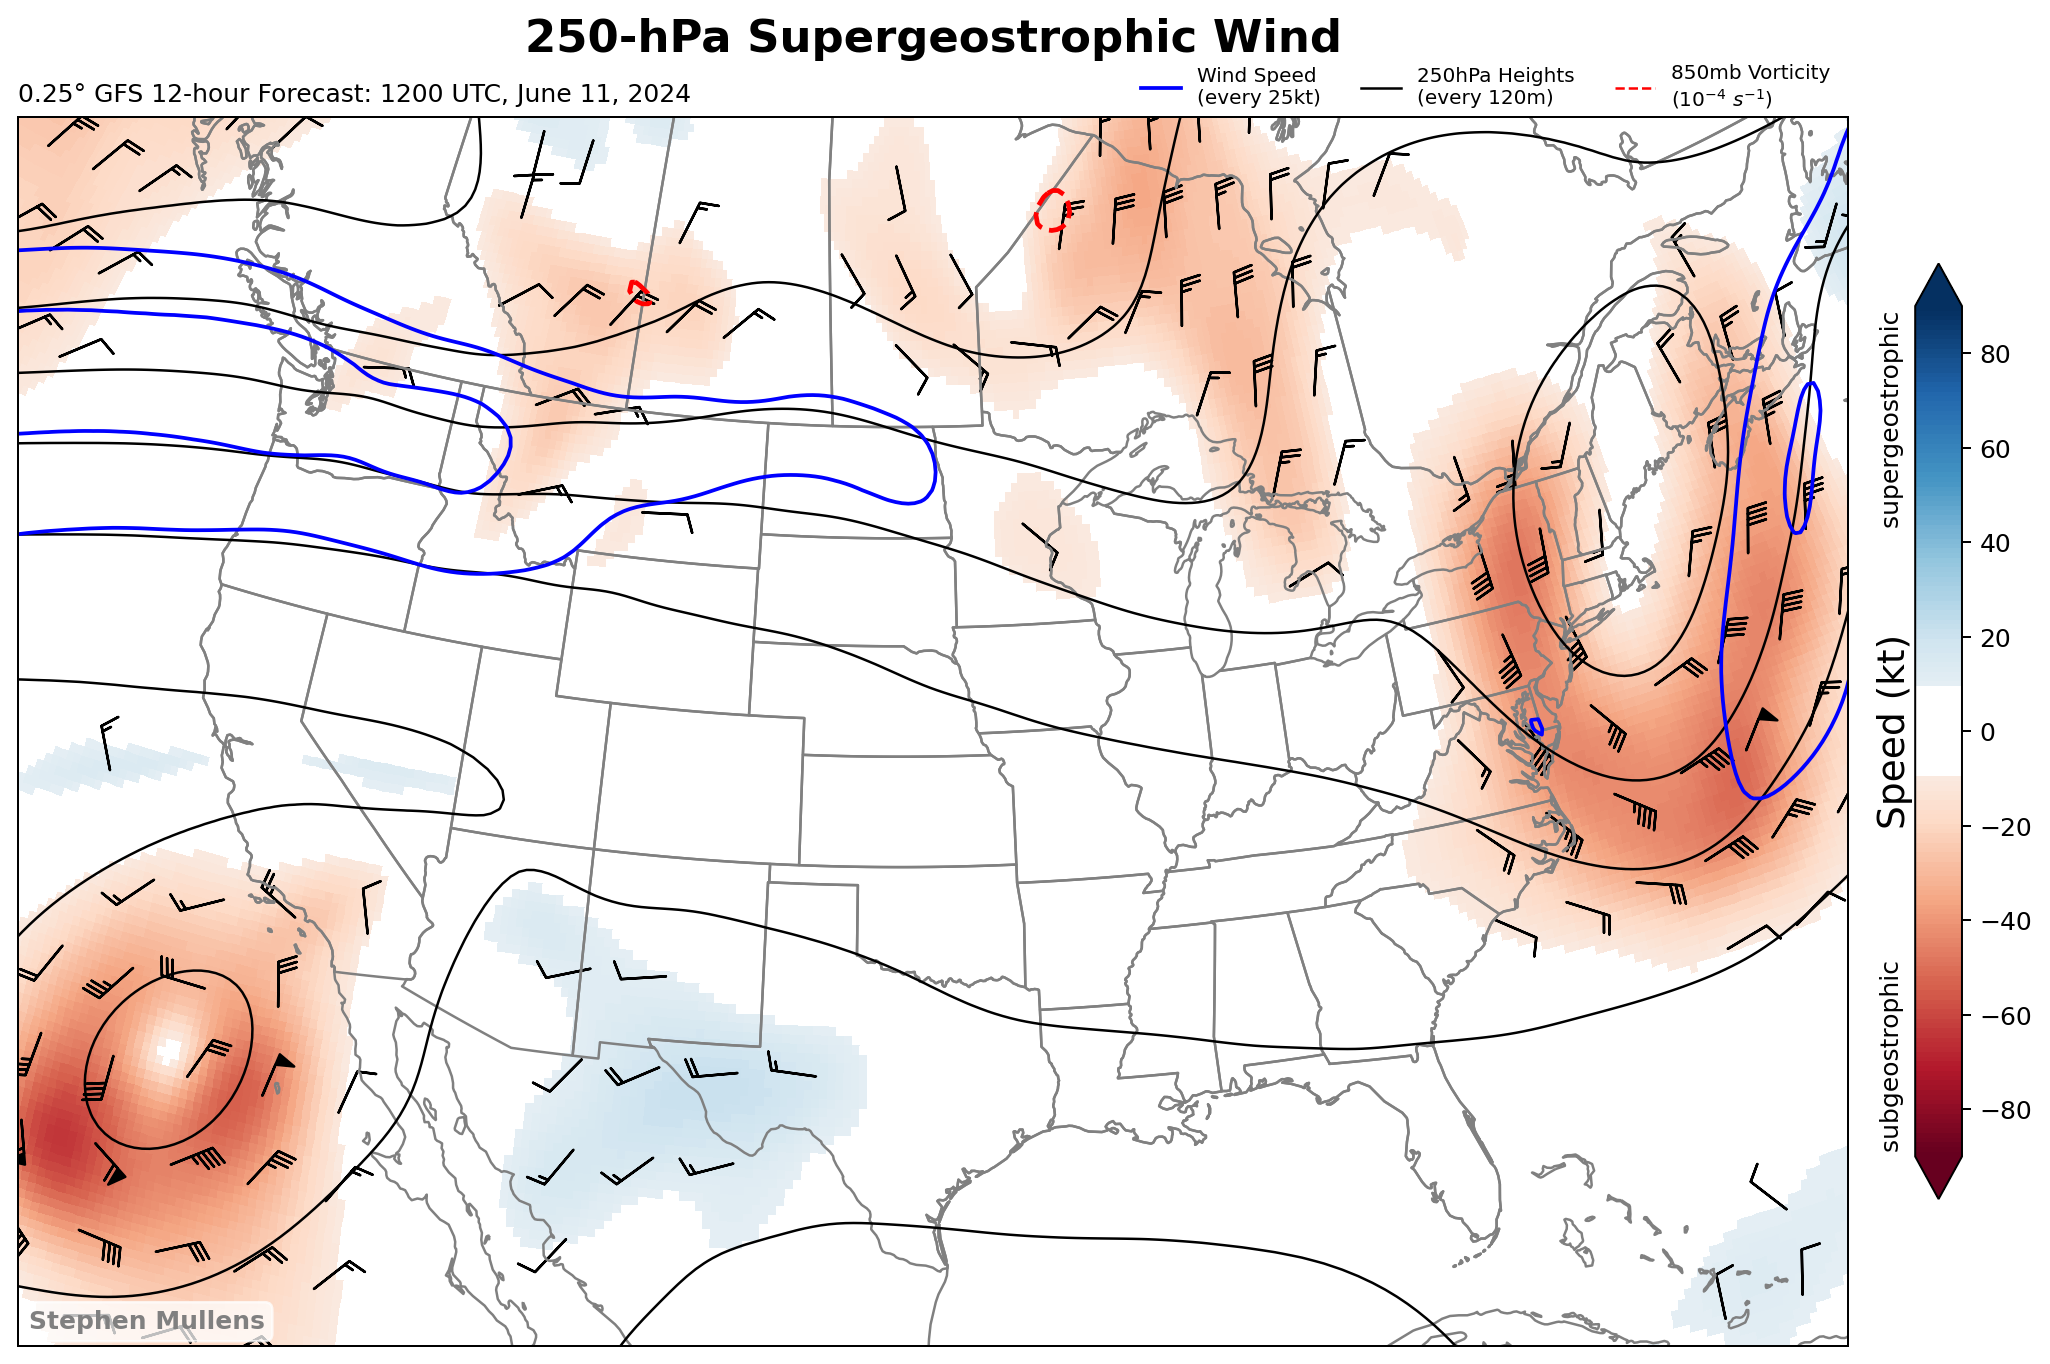 250-hPa Supergeostrophic Wind
0.25° GFS 12-hour Forecast: 1200 UTC, June 11, 2024
Wind Speed
(every 25kt)
250hPa Heights
(every 120m)
850mb Vorticity
(10⁻⁴ s⁻¹)
supergeostrophic
Speed (kt)
subgeostrophic
80
60
40
20
0
−20
−40
−60
−80
Stephen Mullens